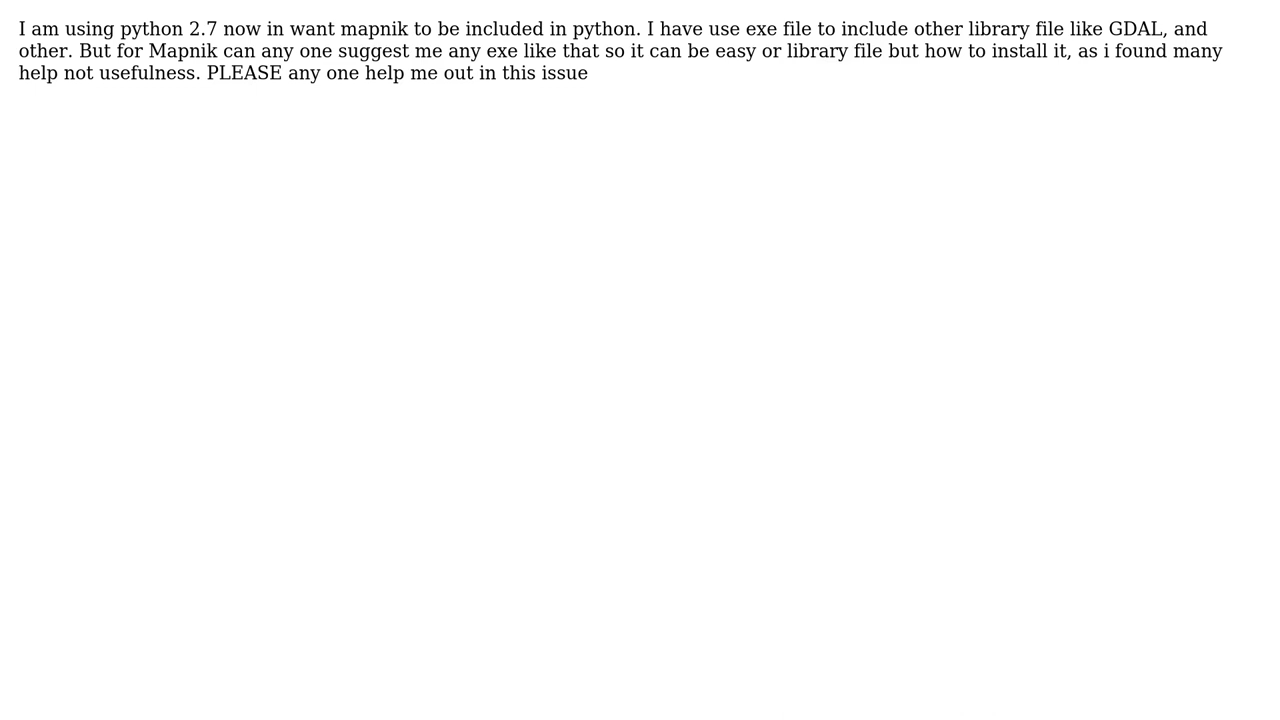 I am using python 2.7 now in want mapnik to be included in python. I have use exe file to include other library file like GDAL, and
other. But for Mapnik can any one suggest me any exe like that so it can be easy or library file but how to install it, as i found many
help not usefulness. PLEASE any one help me out in this issue